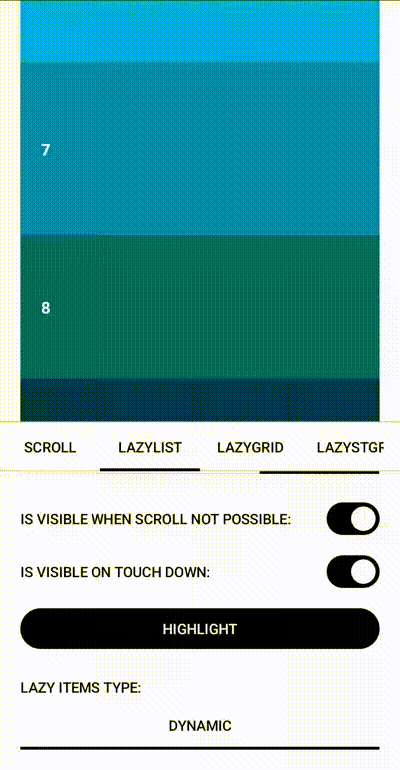 7
8
SCROLL LAZYLIST LAZYGRID LAZYSTGR
IS VISIBLE WHEN SCROLL NOT POSSIBLE:
IS VISIBLE ON TOUCH DOWN:
HIGHLIGHT
LAZY ITEMS TYPE:
DYNAMIC